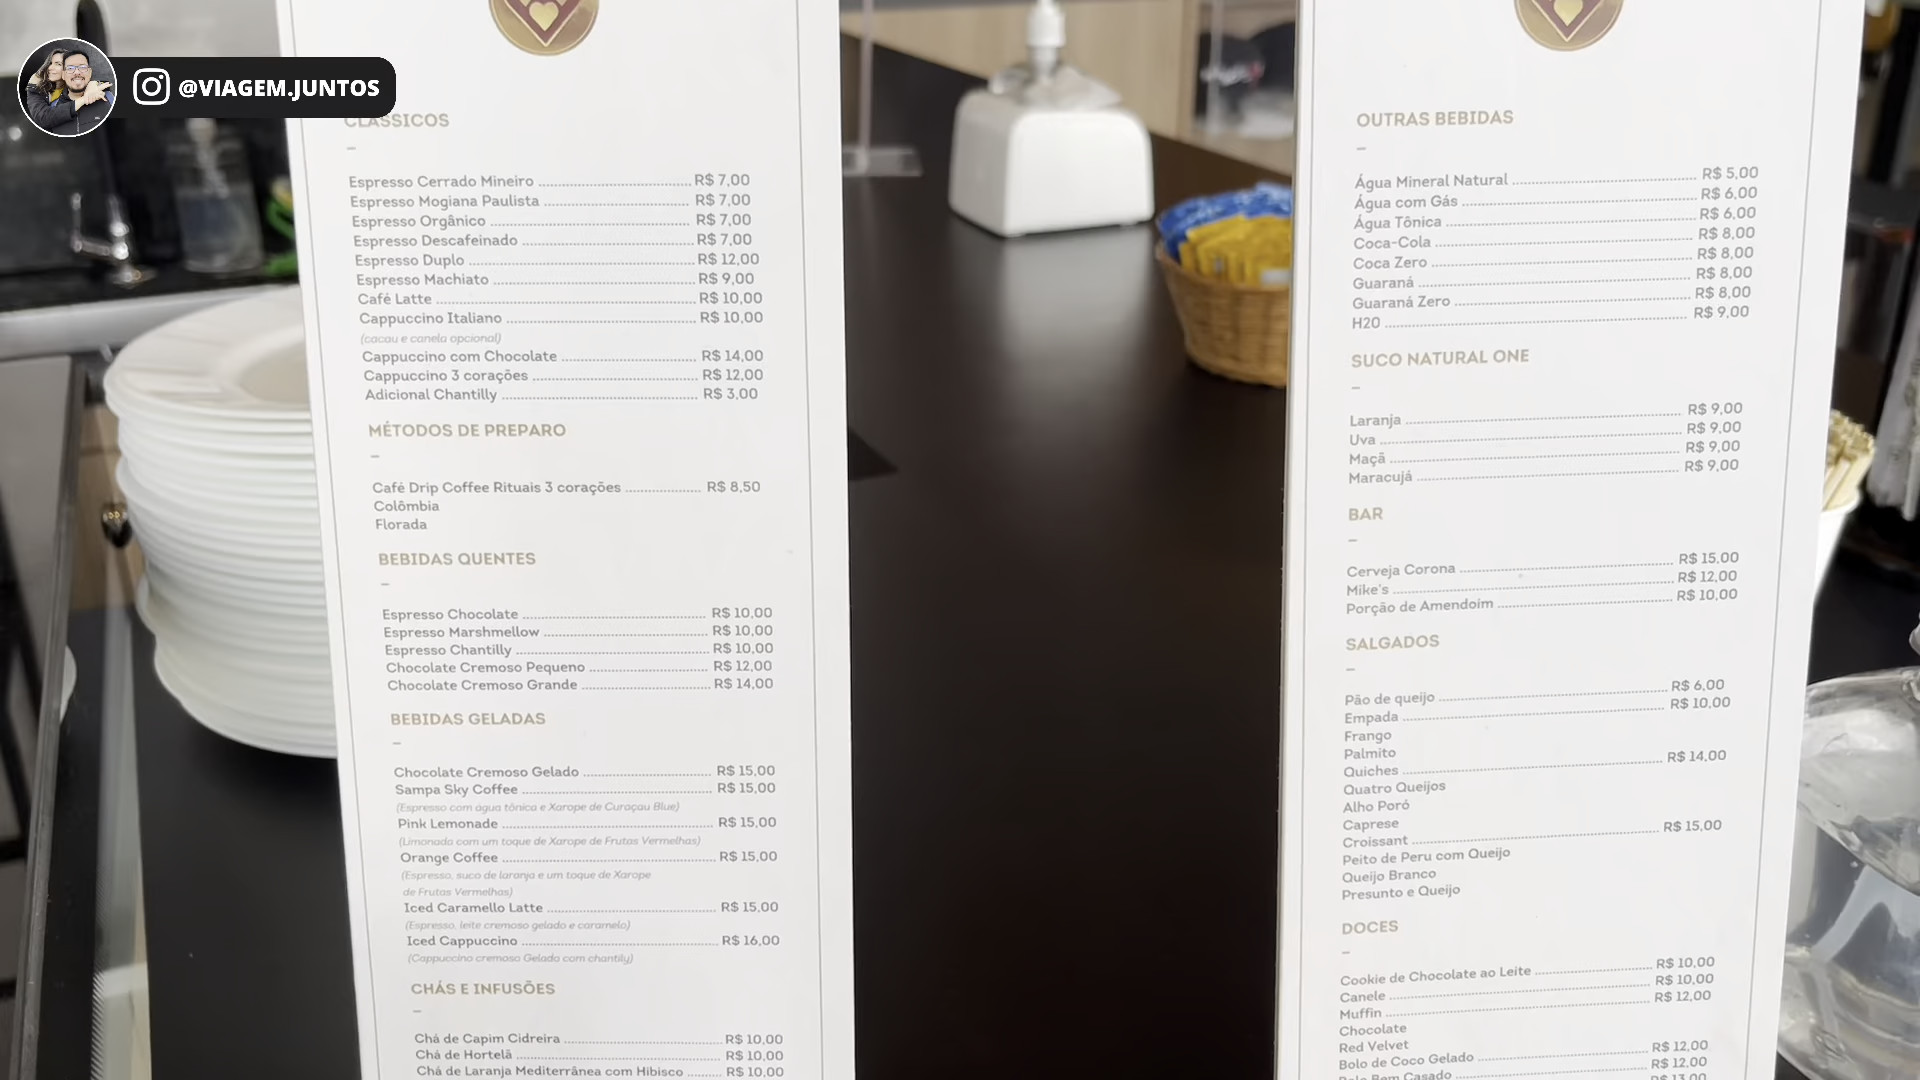 @VIAGEM.JUNTOS
CLÁSSICOS
–
Espresso Cerrado Mineiro R$ 7,00
Espresso Mogiana Paulista R$ 7,00
Espresso Orgânico R$ 7,00
Espresso Descafeinado R$ 7,00
Espresso Duplo R$ 12,00
Espresso Machiato R$ 9,00
Café Latte R$ 10,00
Cappuccino Italiano R$ 10,00
(cacau e canela opcional)
Cappuccino com Chocolate R$ 14,00
Cappuccino 3 corações R$ 12,00
Adicional Chantilly R$ 3,00
MÉTODOS DE PREPARO
–
Café Drip Coffee Rituais 3 corações R$ 8,50
Colômbia
Florada
BEBIDAS QUENTES
–
Espresso Chocolate R$ 10,00
Espresso Marshmellow R$ 10,00
Espresso Chantilly R$ 10,00
Chocolate Cremoso Pequeno R$ 12,00
Chocolate Cremoso Grande R$ 14,00
BEBIDAS GELADAS
–
Chocolate Cremoso Gelado R$ 15,00
Sampa Sky Coffee R$ 15,00
(Espresso com água tônica e Xarope de Curaçau Blue)
Pink Lemonade R$ 15,00
(Limonada com um toque de Xarope de Frutas Vermelhas)
Orange Coffee R$ 15,00
(Espresso, suco de laranja e um toque de Xarope
de Frutas Vermelhas)
Iced Caramello Latte R$ 15,00
(Espresso, leite cremoso gelado e caramelo)
Iced Cappuccino R$ 16,00
(Cappuccino cremoso Gelado com chantily)
CHÁS E INFUSÕES
–
Chá de Capim Cidreira R$ 10,00
Chá de Hortelã R$ 10,00
Chá de Laranja Mediterrânea com Hibisco R$ 10,00
OUTRAS BEBIDAS
–
Água Mineral Natural R$ 5,00
Água com Gás R$ 6,00
Água Tônica R$ 6,00
Coca-Cola R$ 8,00
Coca Zero R$ 8,00
Guaraná R$ 8,00
Guaraná Zero R$ 8,00
H20 R$ 9,00
SUCO NATURAL ONE
–
Laranja R$ 9,00
Uva R$ 9,00
Maçã R$ 9,00
Maracujá R$ 9,00
BAR
–
Cerveja Corona R$ 15,00
Mike's R$ 12,00
Porção de Amendoim R$ 10,00
SALGADOS
–
Pão de queijo R$ 6,00
Empada R$ 10,00
Frango
Palmito
Quiches R$ 14,00
Quatro Queijos
Alho Poró
Caprese
Croissant R$ 15,00
Peito de Peru com Queijo
Queijo Branco
Presunto e Queijo
DOCES
–
Cookie de Chocolate ao Leite R$ 10,00
Canele R$ 10,00
Muffin R$ 12,00
Chocolate
Red Velvet
Bolo de Coco Gelado R$ 12,00
Bolo Bem Casado R$ 12,00
R$ 13,00